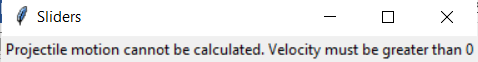 Sliders
Projectile motion cannot be calculated. Velocity must be greater than 0